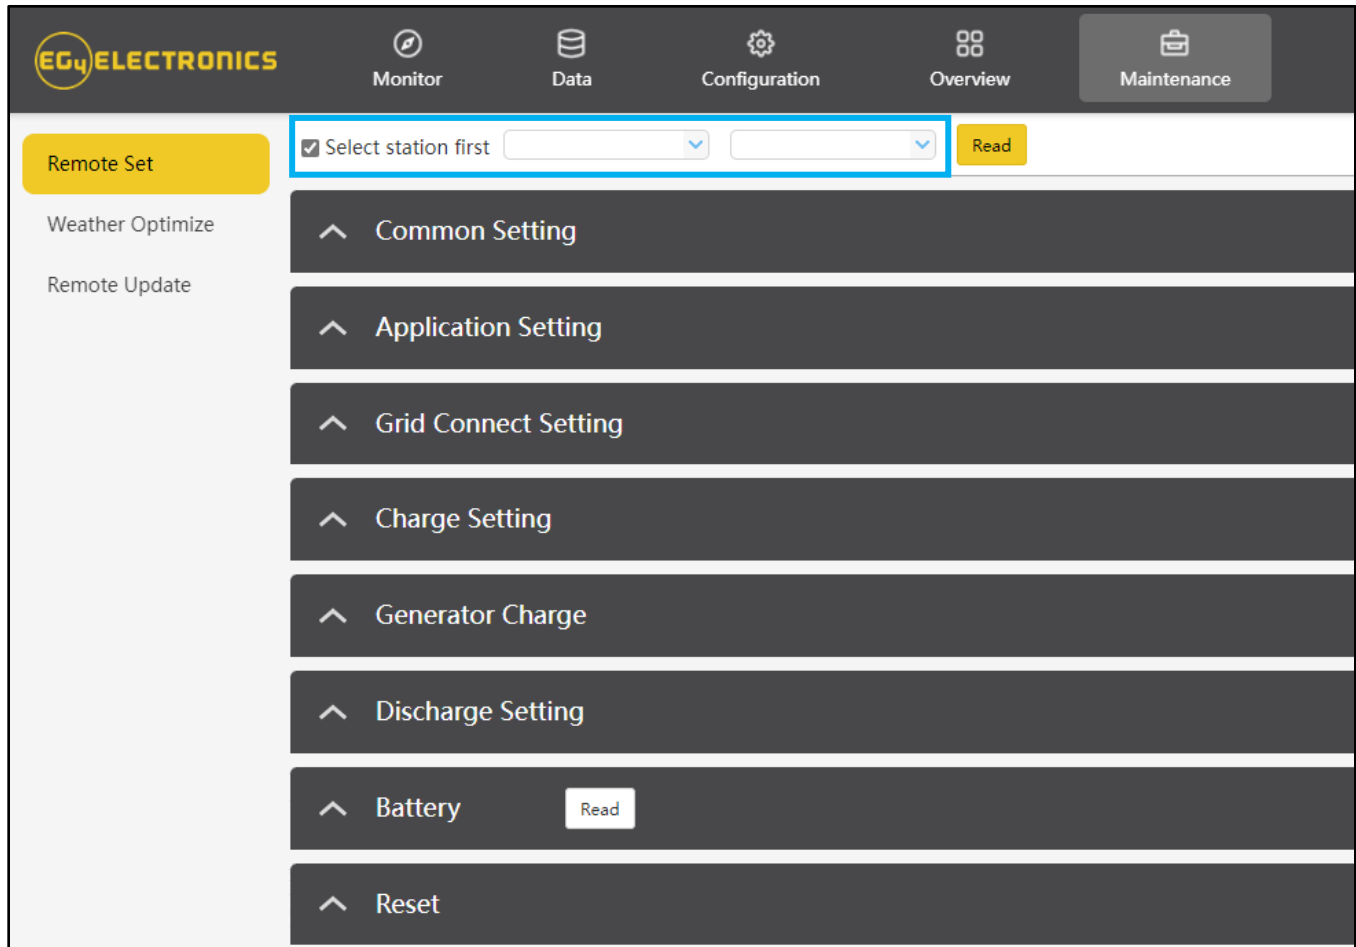 EG4 ELECTRONICS
Monitor
Data
Configuration
Overview
Maintenance
Remote Set
Weather Optimize
Remote Update
Select station first
Read
Common Setting
Application Setting
Grid Connect Setting
Charge Setting
Generator Charge
Discharge Setting
Battery
Read
Reset